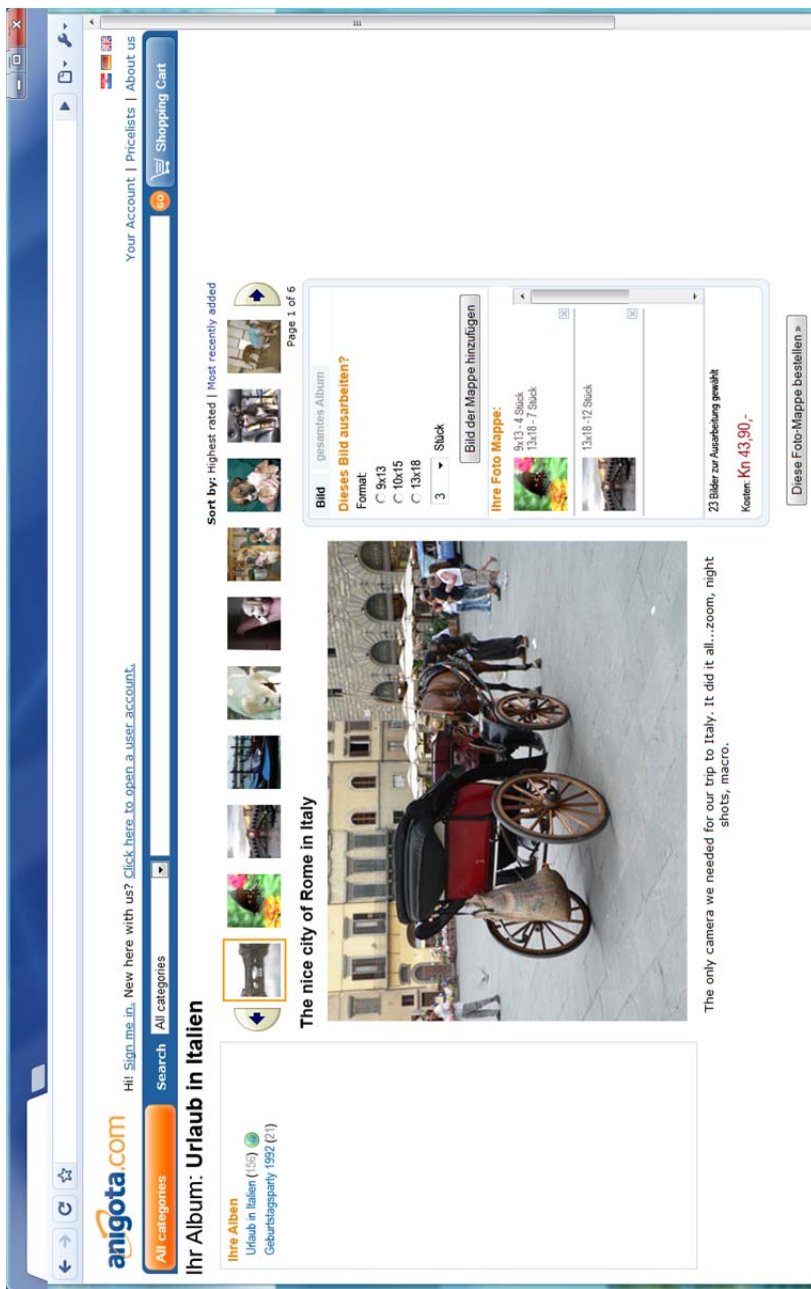 anigota.com
Hi! Sign me in. New here with us? Click here to open a user account.
Your Account | Pricelists | About us
All categories
Search
All categories
GO
Shopping Cart
Ihr Album: Urlaub in Italien
Sort by: Highest rated | Most recently added
Page 1 of 6
Ihre Alben
Urlaub in Italien (156)
Geburtstagsparty 1992 (21)
The nice city of Rome in Italy
The only camera we needed for our trip to Italy. It did it all...zoom, night
shots, macro.
Bild gesamtes Album
Dieses Bild ausarbeiten?
Format:
9x13
10x15
13x18
3 Stück
Bild der Mappe hinzufügen
Ihre Foto Mappe:
9x13 - 4 Stück
13x18 - 7 Stück
13x18 -12 Stück
23 Bilder zur Ausarbeitung gewählt
Kosten: Kn 43,90,-
Diese Foto-Mappe bestellen »